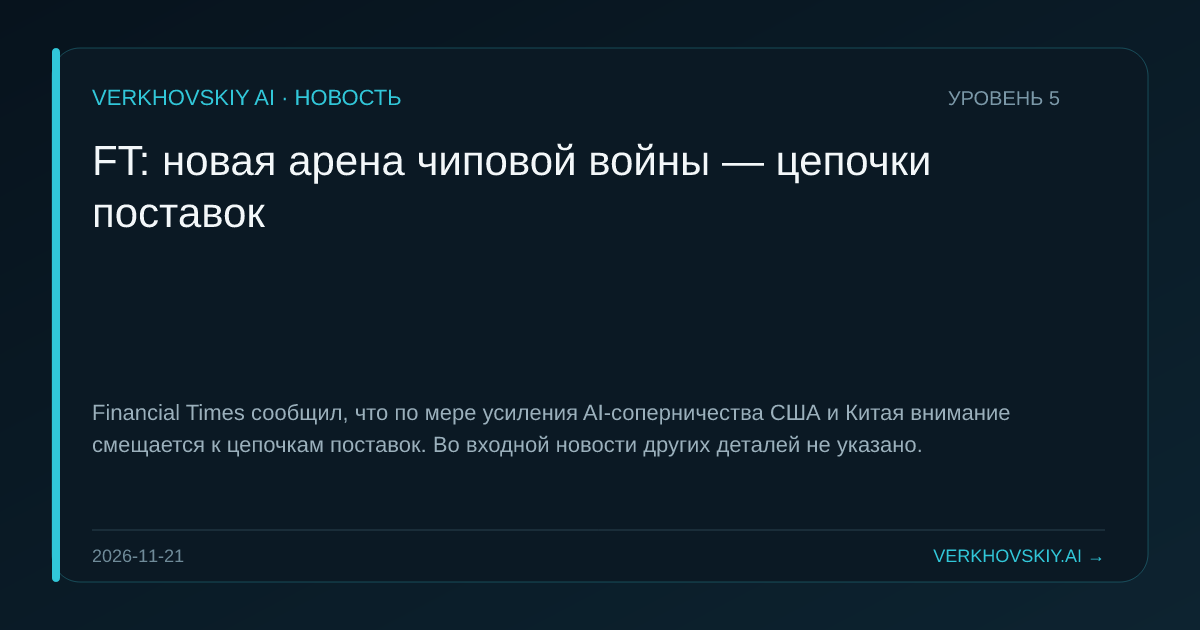 VERKHOVSKIY AI · НОВОСТЬ
УРОВЕНЬ 5
FT: новая арена чиповой войны — цепочки
поставок
Financial Times сообщил, что по мере усиления AI-соперничества США и Китая внимание
смещается к цепочкам поставок. Во входной новости других деталей не указано.
2026-11-21
VERKHOVSKIY.AI →